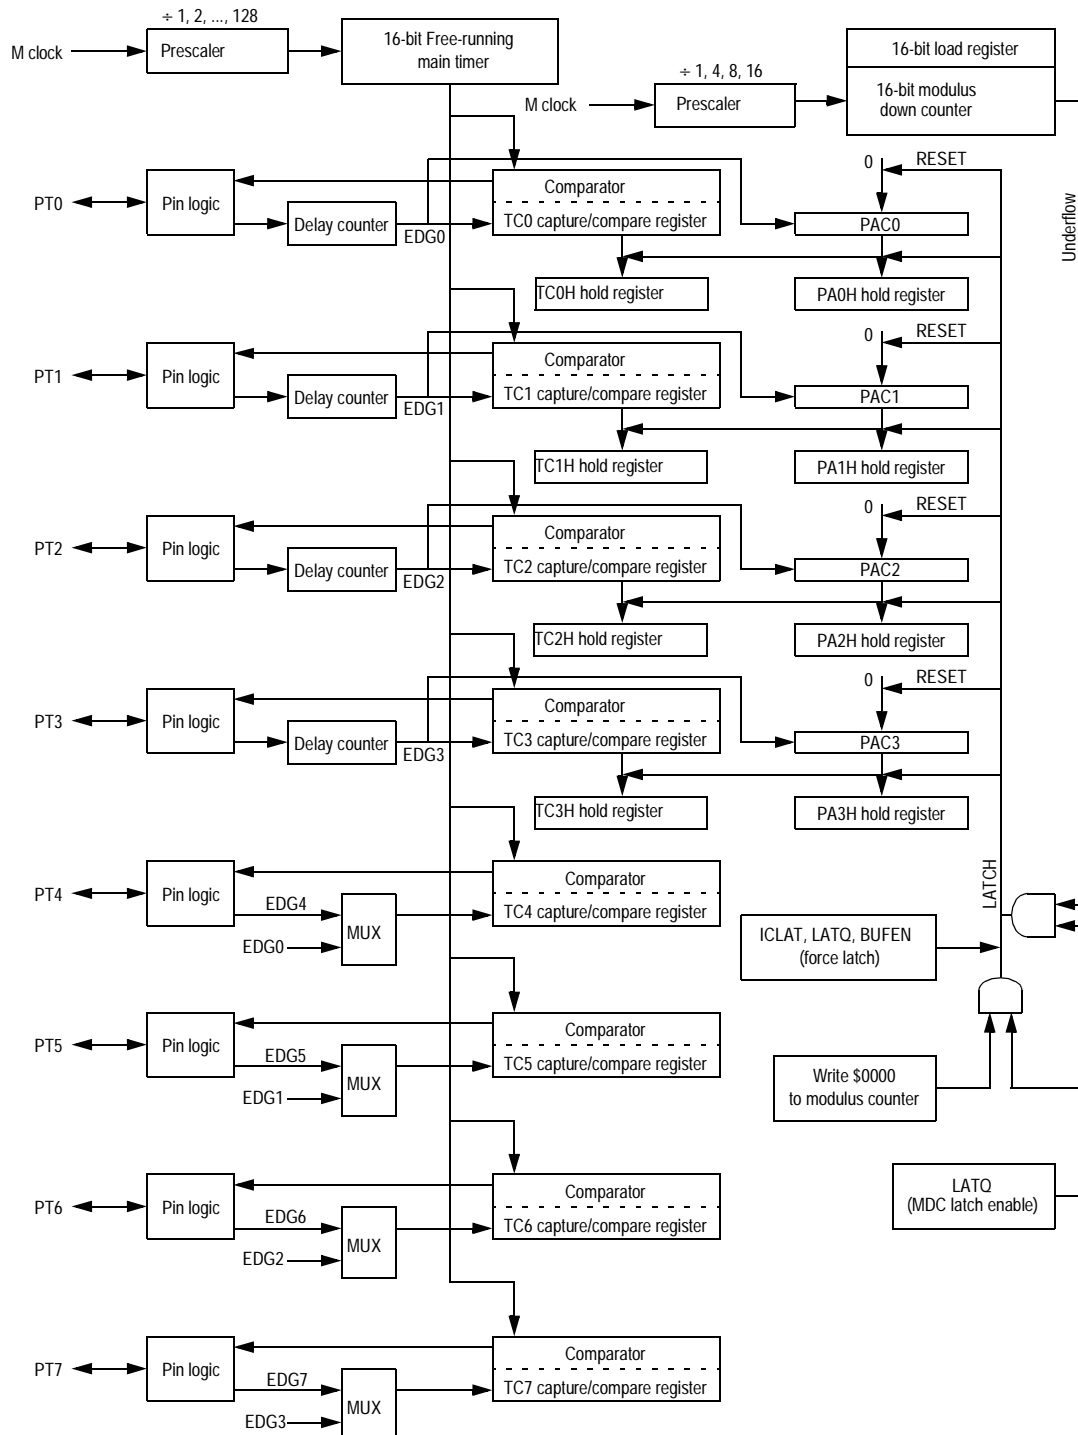 ÷ 1, 2, ..., 128
M clock
Prescaler
16-bit Free-running
main timer
16-bit load register
÷ 1, 4, 8, 16
M clock
Prescaler
16-bit modulus
down counter
Underflow
PT0
Pin logic
Delay counter
EDG0
Comparator
TC0 capture/compare register
0
RESET
PAC0
TC0H hold register
PA0H hold register
PT1
Pin logic
Delay counter
EDG1
Comparator
TC1 capture/compare register
0
RESET
PAC1
TC1H hold register
PA1H hold register
PT2
Pin logic
Delay counter
EDG2
Comparator
TC2 capture/compare register
0
RESET
PAC2
TC2H hold register
PA2H hold register
PT3
Pin logic
Delay counter
EDG3
Comparator
TC3 capture/compare register
0
RESET
PAC3
TC3H hold register
PA3H hold register
PT4
Pin logic
EDG4
EDG0
MUX
Comparator
TC4 capture/compare register
LATCH
ICLAT, LATQ, BUFEN
(force latch)
PT5
Pin logic
EDG5
EDG1
MUX
Comparator
TC5 capture/compare register
Write $0000
to modulus counter
PT6
Pin logic
EDG6
EDG2
MUX
Comparator
TC6 capture/compare register
LATQ
(MDC latch enable)
PT7
Pin logic
EDG7
EDG3
MUX
Comparator
TC7 capture/compare register